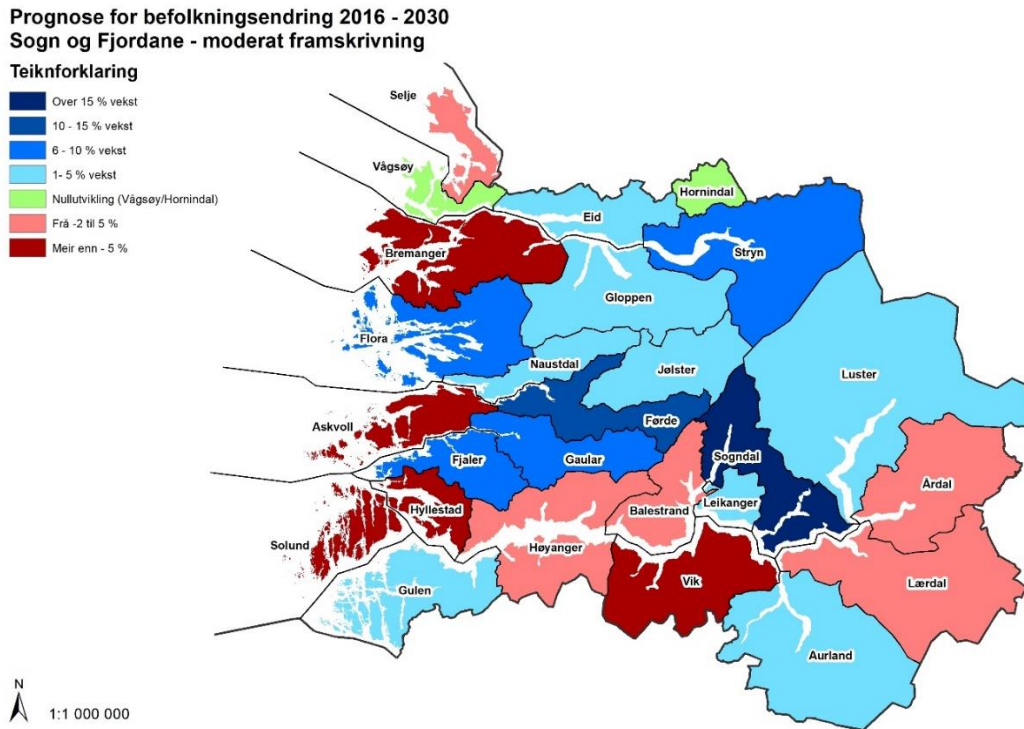 Prognose for befolkningsendring 2016 - 2030
Sogn og Fjordane - moderat framskrivning
Teiknforklaring
Over 15 % vekst
10 - 15 % vekst
6 - 10 % vekst
1- 5 % vekst
Nullutvikling (Vågsøy/Hornindal)
Frå -2 til 5 %
Meir enn - 5 %
Selje
Vågsøy
Hornindal
Eid
Bremanger
Stryn
Gloppen
Flora
Naustdal
Jølster
Luster
Askvoll
Førde
Fjaler
Gaular
Sogndal
Årdal
Hyllestad
Balestrand
Leikanger
Solund
Høyanger
Vik
Lærdal
Gulen
Aurland
N
1:1 000 000